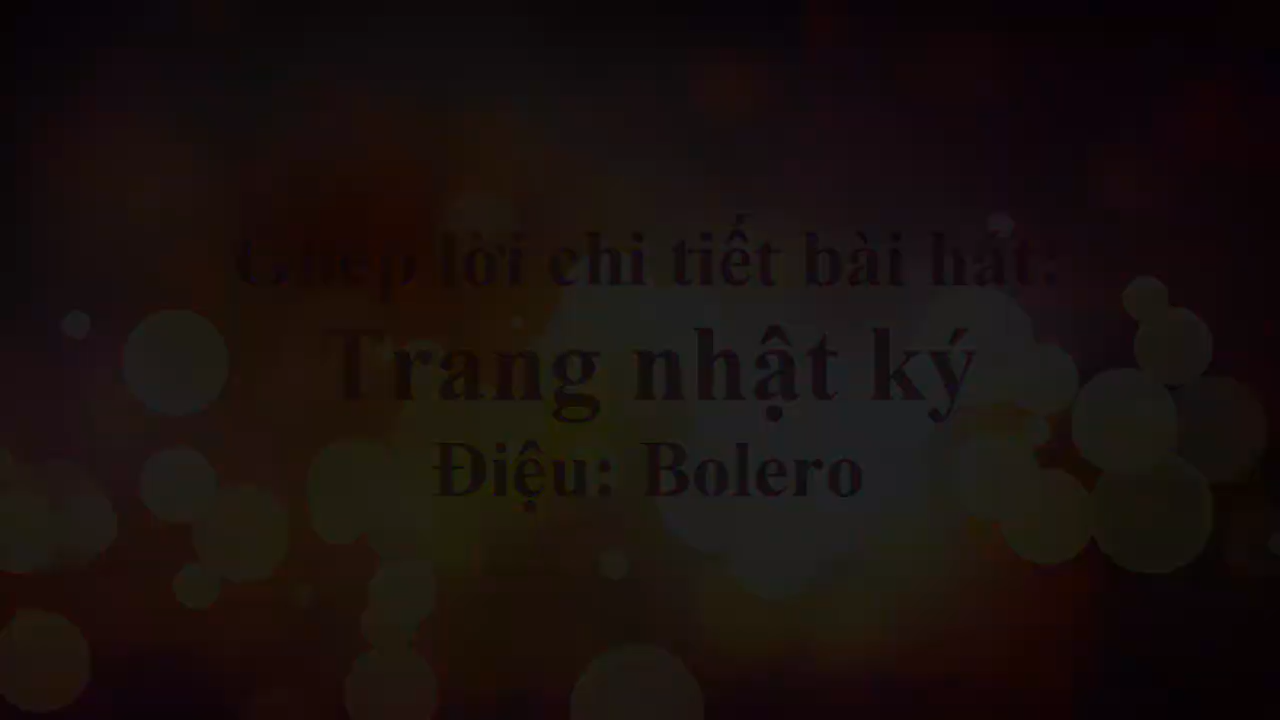 Ghép lời chi tiết bài hát:
Trang nhật ký
Điệu: Bolero